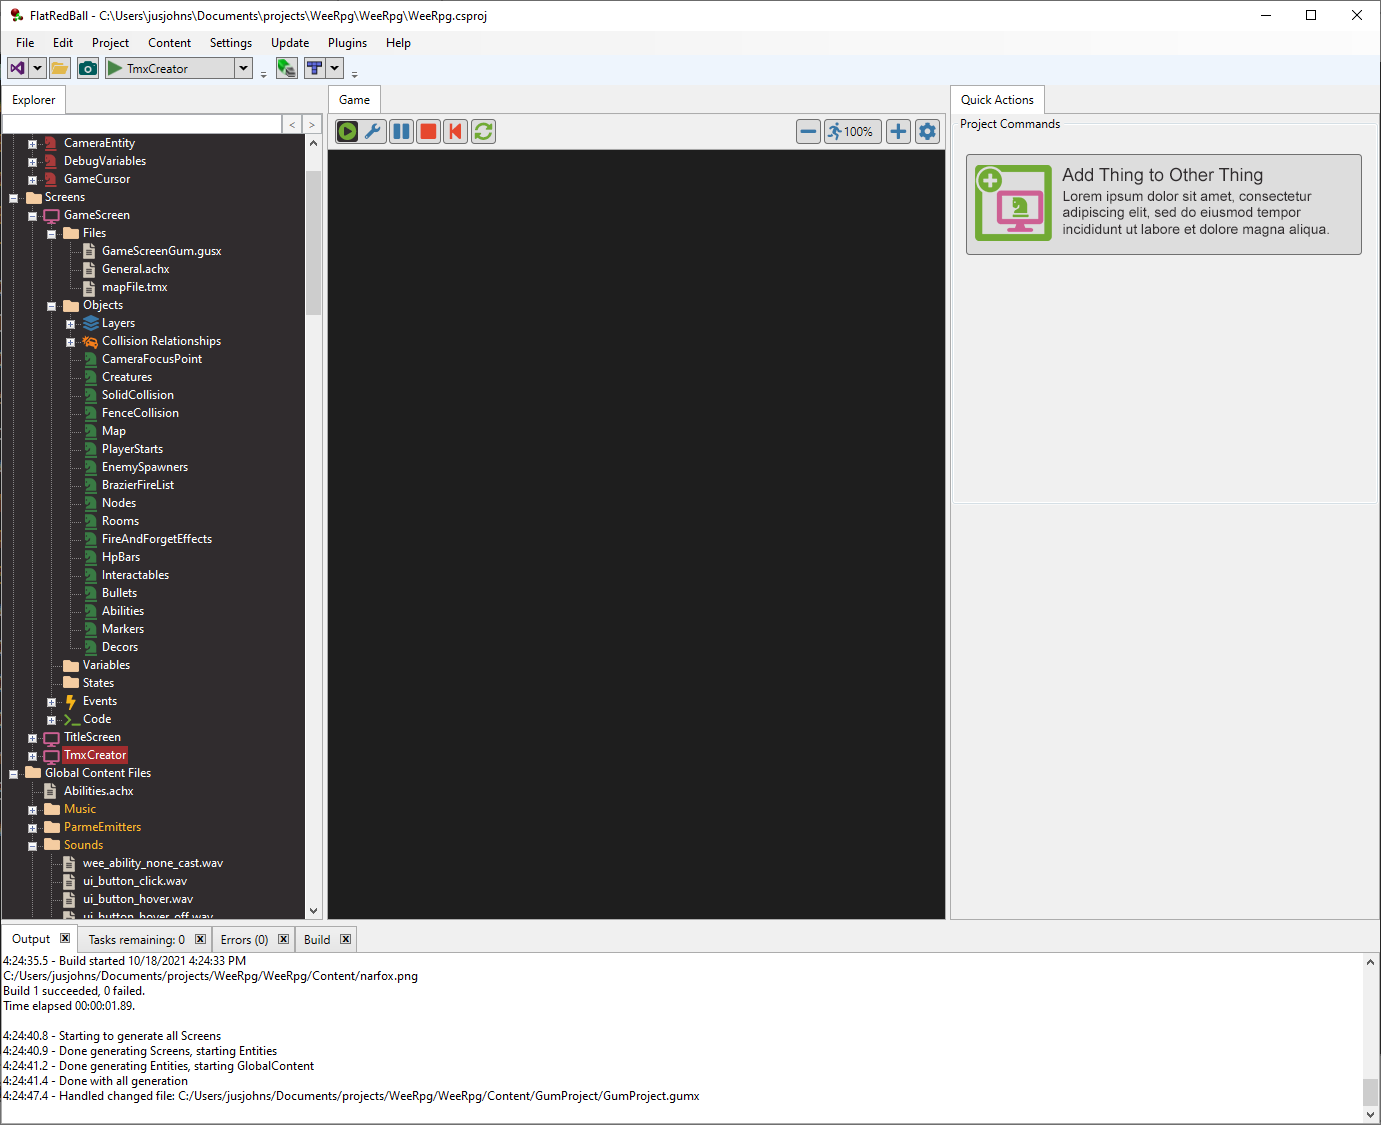 FlatRedBall - C:\Users\jusjohns\Documents\projects\WeeRpg\WeeRpg\WeeRpg.csproj
File Edit Project Content Settings Update Plugins Help
TmxCreator
Explorer
Game
Quick Actions
< >
100%
Project Commands
Add Thing to Other Thing
Lorem ipsum dolor sit amet, consectetur
adipiscing elit, sed do eiusmod tempor
incididunt ut labore et dolore magna aliqua.
CameraEntity
DebugVariables
GameCursor
Screens
GameScreen
Files
GameScreenGum.gusx
General.achx
mapFile.tmx
Objects
Layers
Collision Relationships
CameraFocusPoint
Creatures
SolidCollision
FenceCollision
Map
PlayerStarts
EnemySpawners
BrazierFireList
Nodes
Rooms
FireAndForgetEffects
HpBars
Interactables
Bullets
Abilities
Markers
Decors
Variables
States
Events
Code
TitleScreen
TmxCreator
Global Content Files
Abilities.achx
Music
ParmeEmitters
Sounds
wee_ability_none_cast.wav
ui_button_click.wav
ui_button_hover.wav
ui_button_hover_off.wav
Output
Tasks remaining: 0
Errors (0)
Build
4:24:35.5 - Build started 10/18/2021 4:24:33 PM
C:/Users/jusjohns/Documents/projects/WeeRpg/WeeRpg/Content/narfox.png
Build 1 succeeded, 0 failed.
Time elapsed 00:00:01.89.
4:24:40.8 - Starting to generate all Screens
4:24:40.9 - Done generating Screens, starting Entities
4:24:41.2 - Done generating Entities, starting GlobalContent
4:24:41.4 - Done with all generation
4:24:47.4 - Handled changed file: C:/Users/jusjohns/Documents/projects/WeeRpg/WeeRpg/Content/GumProject/GumProject.gumx